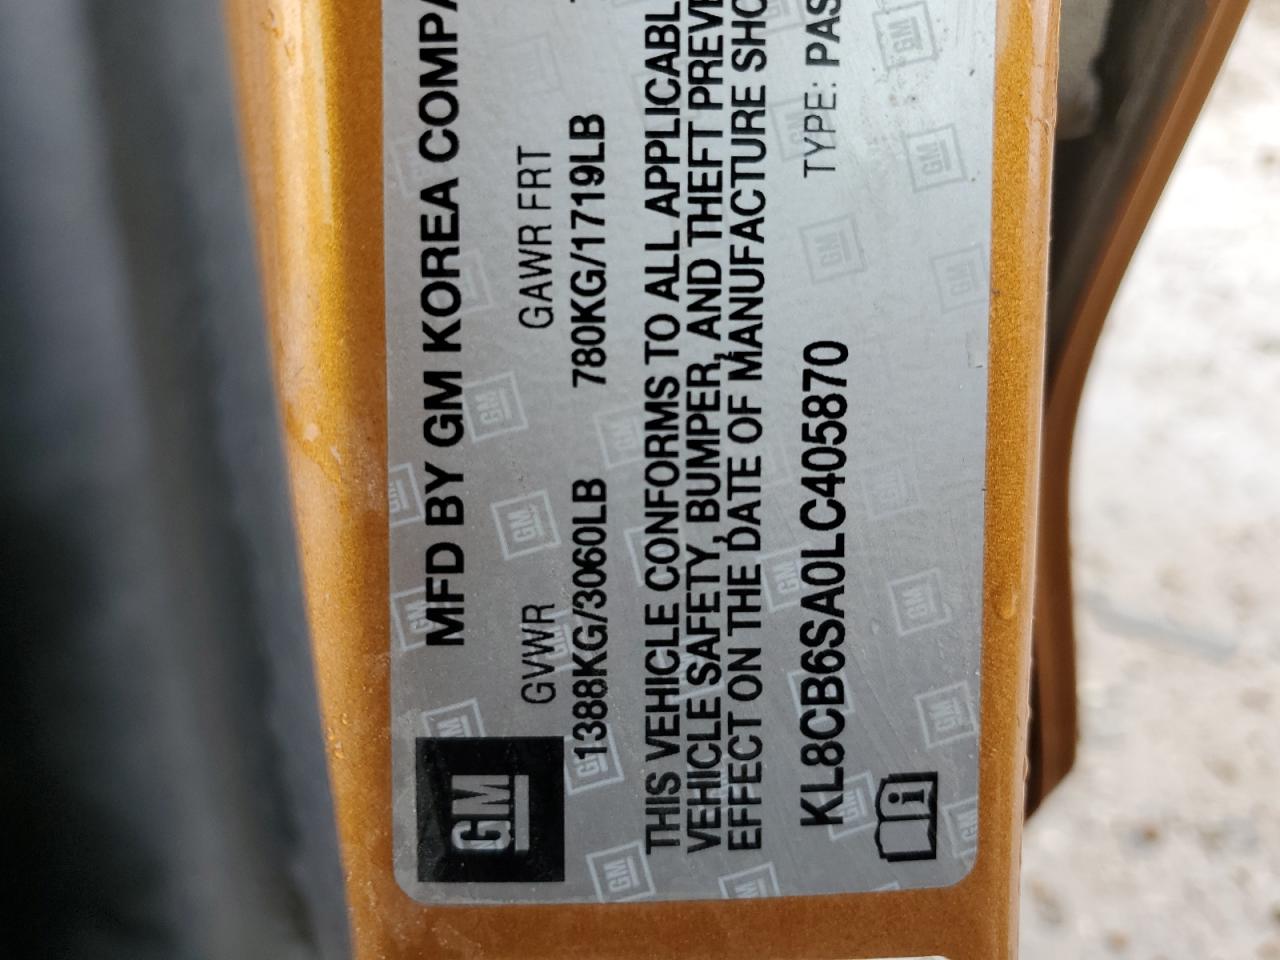 GM
MFD BY GM KOREA COMPA
GVWR GAWR FRT
1388KG/3060LB 780KG/1719LB
THIS VEHICLE CONFORMS TO ALL APPLICABL
VEHICLE SAFETY, BUMPER, AND THEFT PREVE
EFFECT ON THE DATE OF MANUFACTURE SHO
KL8CB6SA0LC405870 TYPE: PAS